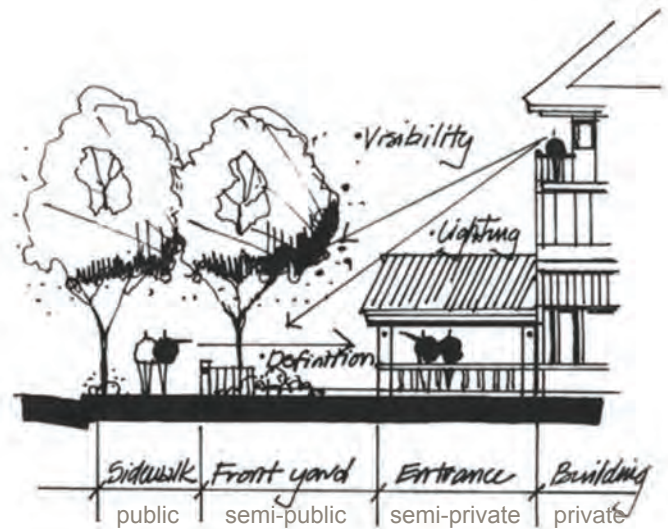 • Visibility
• Lighting
• Definition
Sidewalk Front yard Entrance Building
public semi-public semi-private private